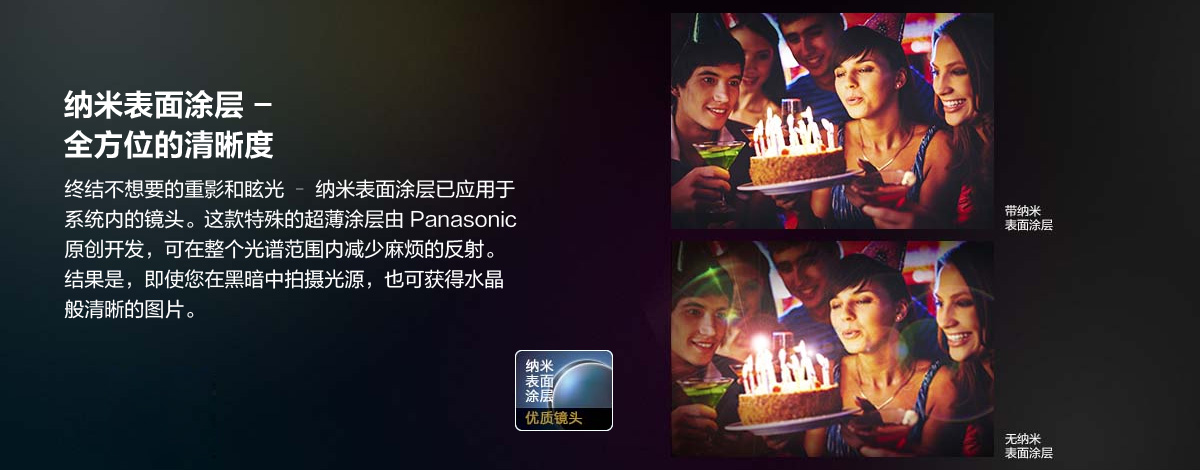 纳米表面涂层 –
全方位的清晰度
终结不想要的重影和眩光 – 纳米表面涂层已应用于
系统内的镜头。这款特殊的超薄涂层由 Panasonic
原创开发，可在整个光谱范围内减少麻烦的反射。
结果是，即使您在黑暗中拍摄光源，也可获得水晶
般清晰的图片。
纳米
表面
涂层
优质镜头
带纳米
表面涂层
无纳米
表面涂层